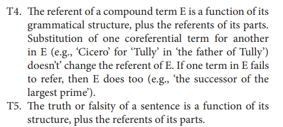 T4. The referent of a compound term E is a function of its
grammatical structure, plus the referents of its parts.
Substitution of one coreferential term for another
in E (e.g., ‘Cicero’ for ‘Tully’ in ‘the father of Tully’)
doesn’t’ change the referent of E. If one term in E fails
to refer, then E does too (e.g., ‘the successor of the
largest prime’).
T5. The truth or falsity of a sentence is a function of its
structure, plus the referents of its parts.